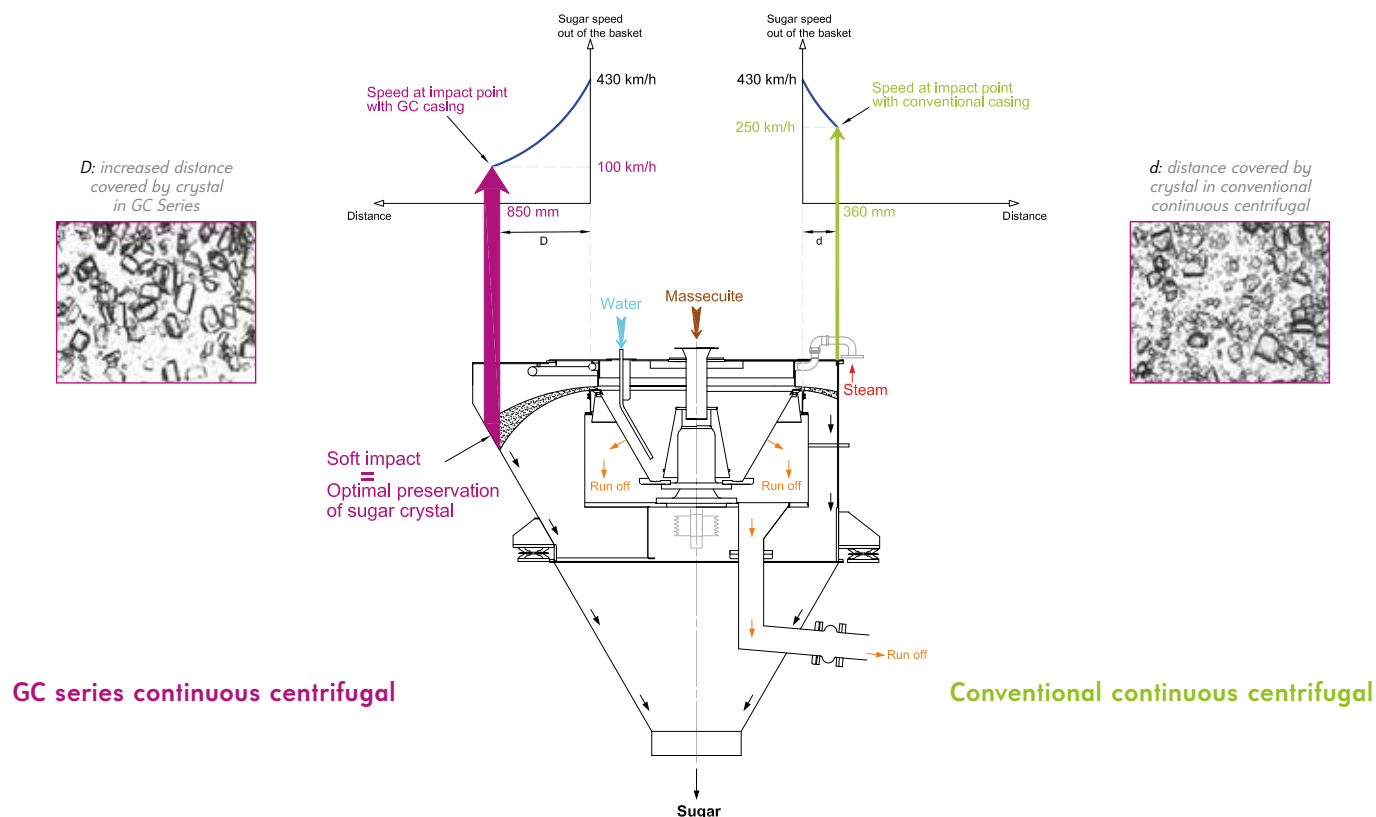 Sugar speed
out of the basket
Sugar speed
out of the basket
430 km/h
430 km/h
Speed at impact point
with GC casing
Speed at impact point
with conventional casing
250 km/h
100 km/h
D: increased distance
covered by crystal
in GC Series
d: distance covered by
crystal in conventional
continuous centrifugal
Distance
850 mm
360 mm
Distance
D
d
Water
Massecuite
Steam
Soft impact
=
Optimal preservation
of sugar crystal
Run off
Run off
Run off
GC series continuous centrifugal
Conventional continuous centrifugal
Sugar